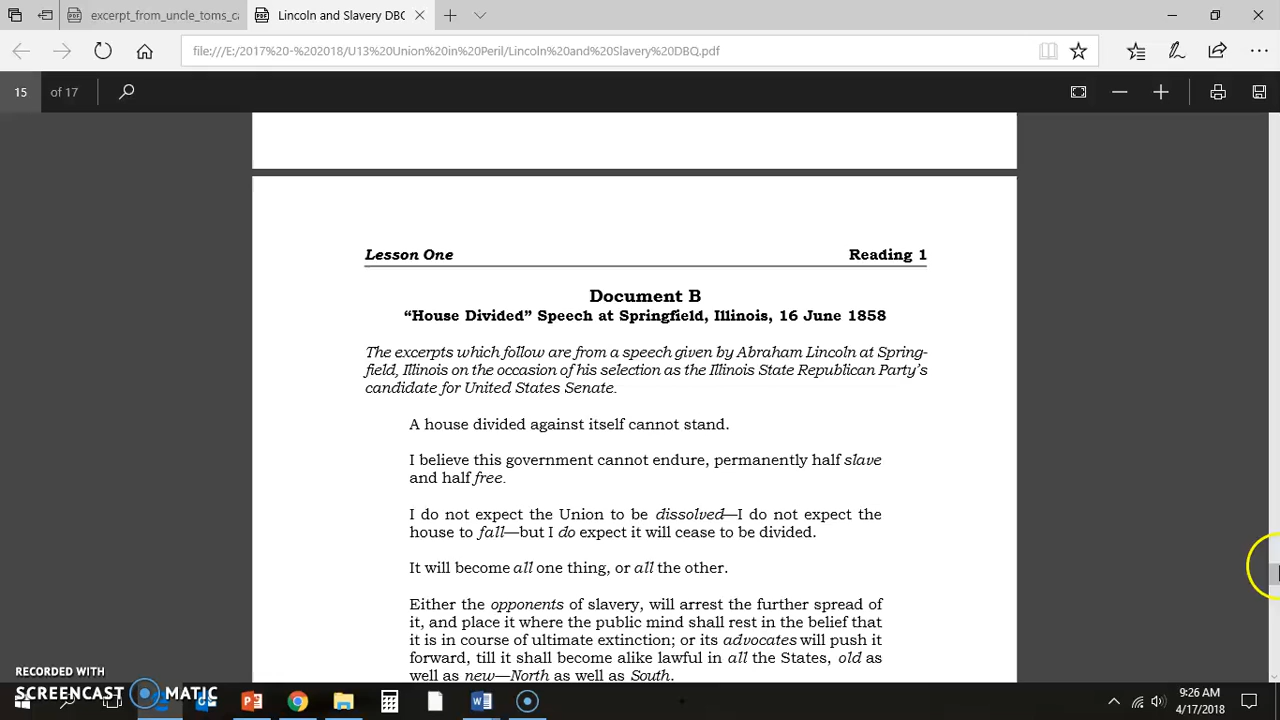 excerpt_from_uncle_toms_ca
Lincoln and Slavery DBQ
file:///E:/2017%20-%202018/U13%20Union%20in%20Peril/Lincoln%20and%20Slavery%20DBQ.pdf
15 of 17
Lesson One Reading 1
Document B
“House Divided” Speech at Springfield, Illinois, 16 June 1858
The excerpts which follow are from a speech given by Abraham Lincoln at Spring-
field, Illinois on the occasion of his selection as the Illinois State Republican Party’s
candidate for United States Senate.
A house divided against itself cannot stand.
I believe this government cannot endure, permanently half slave
and half free.
I do not expect the Union to be dissolved—I do not expect the
house to fall—but I do expect it will cease to be divided.
It will become all one thing, or all the other.
Either the opponents of slavery, will arrest the further spread of
it, and place it where the public mind shall rest in the belief that
it is in course of ultimate extinction; or its advocates will push it
forward, till it shall become alike lawful in all the States, old as
well as new—North as well as South.
RECORDED WITH
SCREENCAST MATIC
9:26 AM
4/17/2018